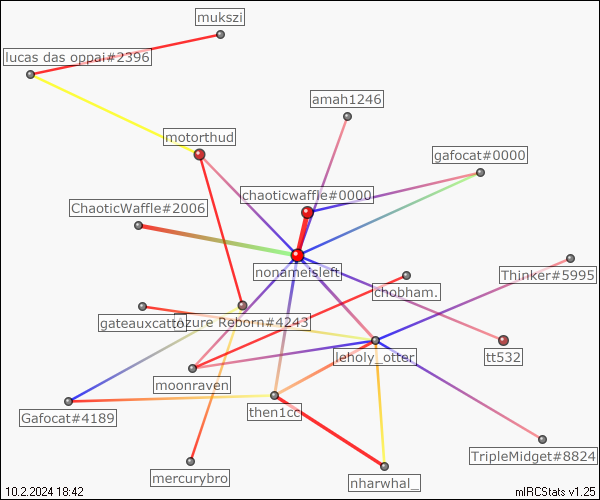 mukszi
lucas das oppai#2396
amah1246
motorthud
gafocat#0000
chaoticwaffle#0000
ChaoticWaffle#2006
nonameisleft
Thinker#5995
chobham.
gateauxcatto
Azure Reborn#4243
leholy_otter
tt532
moonraven
Gafocat#4189
then1cc
TripleMidget#8824
mercurybro
nharwhal_
10.2.2024 18:42
mIRCStats v1.25